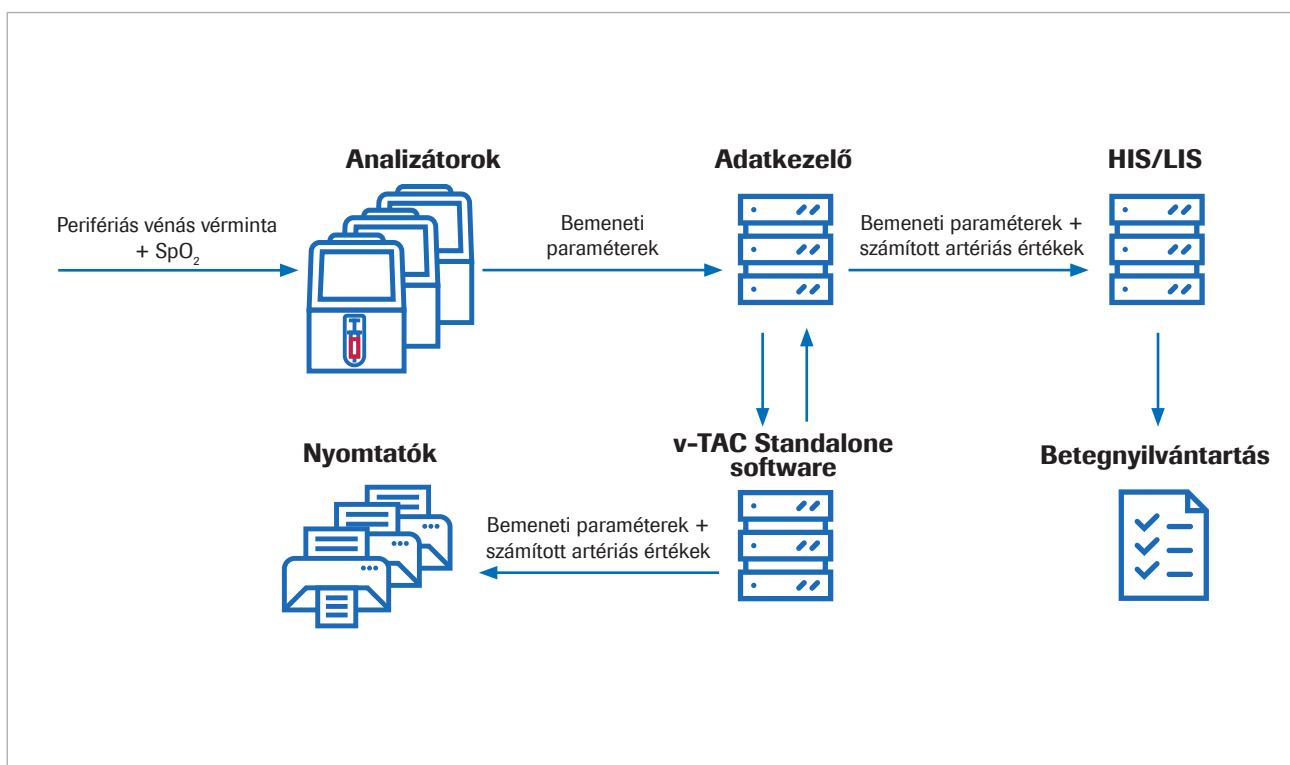 Analizátorok
Adatkezelő
HIS/LIS
Perifériás vénás vérminta
+ SpO₂
Bemeneti
paraméterek
Bemeneti paraméterek +
számított artériás értékek
Nyomtatók
v-TAC Standalone
software
Betegnyilvántartás
Bemeneti paraméterek +
számított artériás értékek